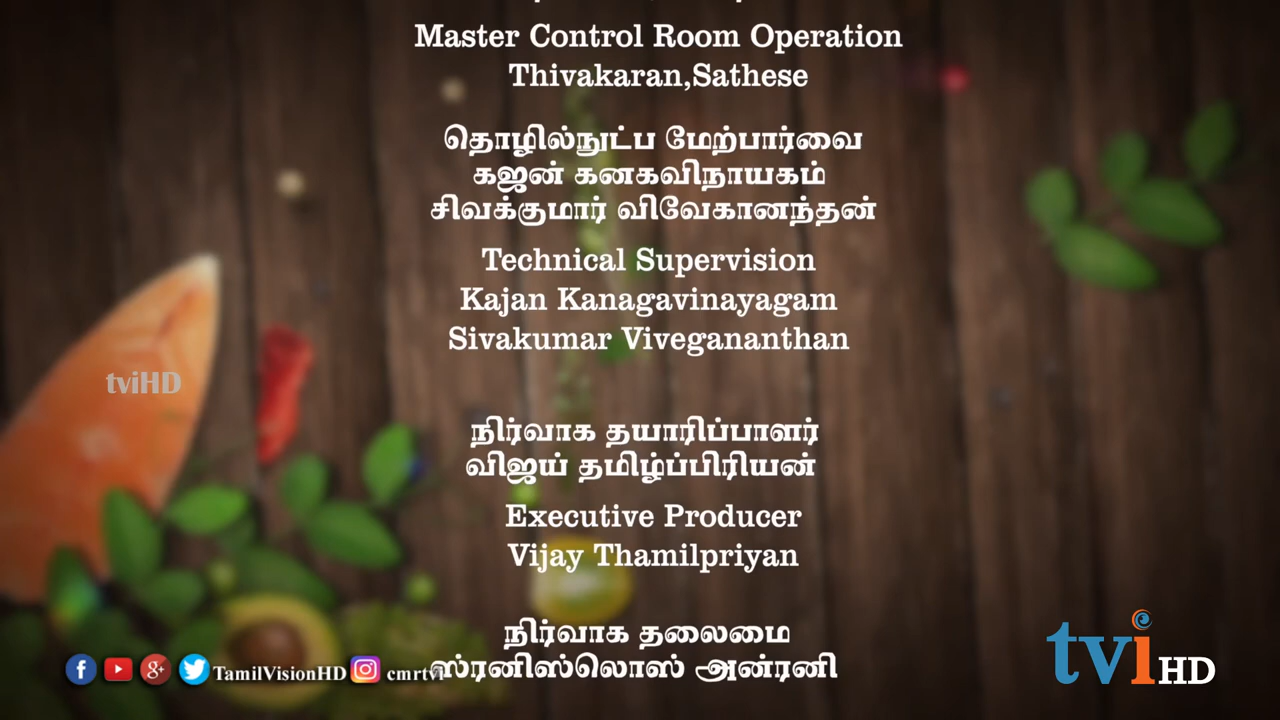 Master Control Room Operation
Thivakaran,Sathese
தொழில்நுட்ப மேற்பார்வை
கஜன் கனகவிநாயகம்
சிவக்குமார் விவேகானந்தன்
Technical Supervision
Kajan Kanagavinayagam
Sivakumar Vivegananthan
tviHD
நிர்வாக தயாரிப்பாளர்
விஜய் தமிழ்ப்பிரியன்
Executive Producer
Vijay Thamilpriyan
நிர்வாக தலைமை
ஸ்ரனிஸ்லொஸ் அன்ரனி
TamilVisionHD cmrtvi
tvi HD